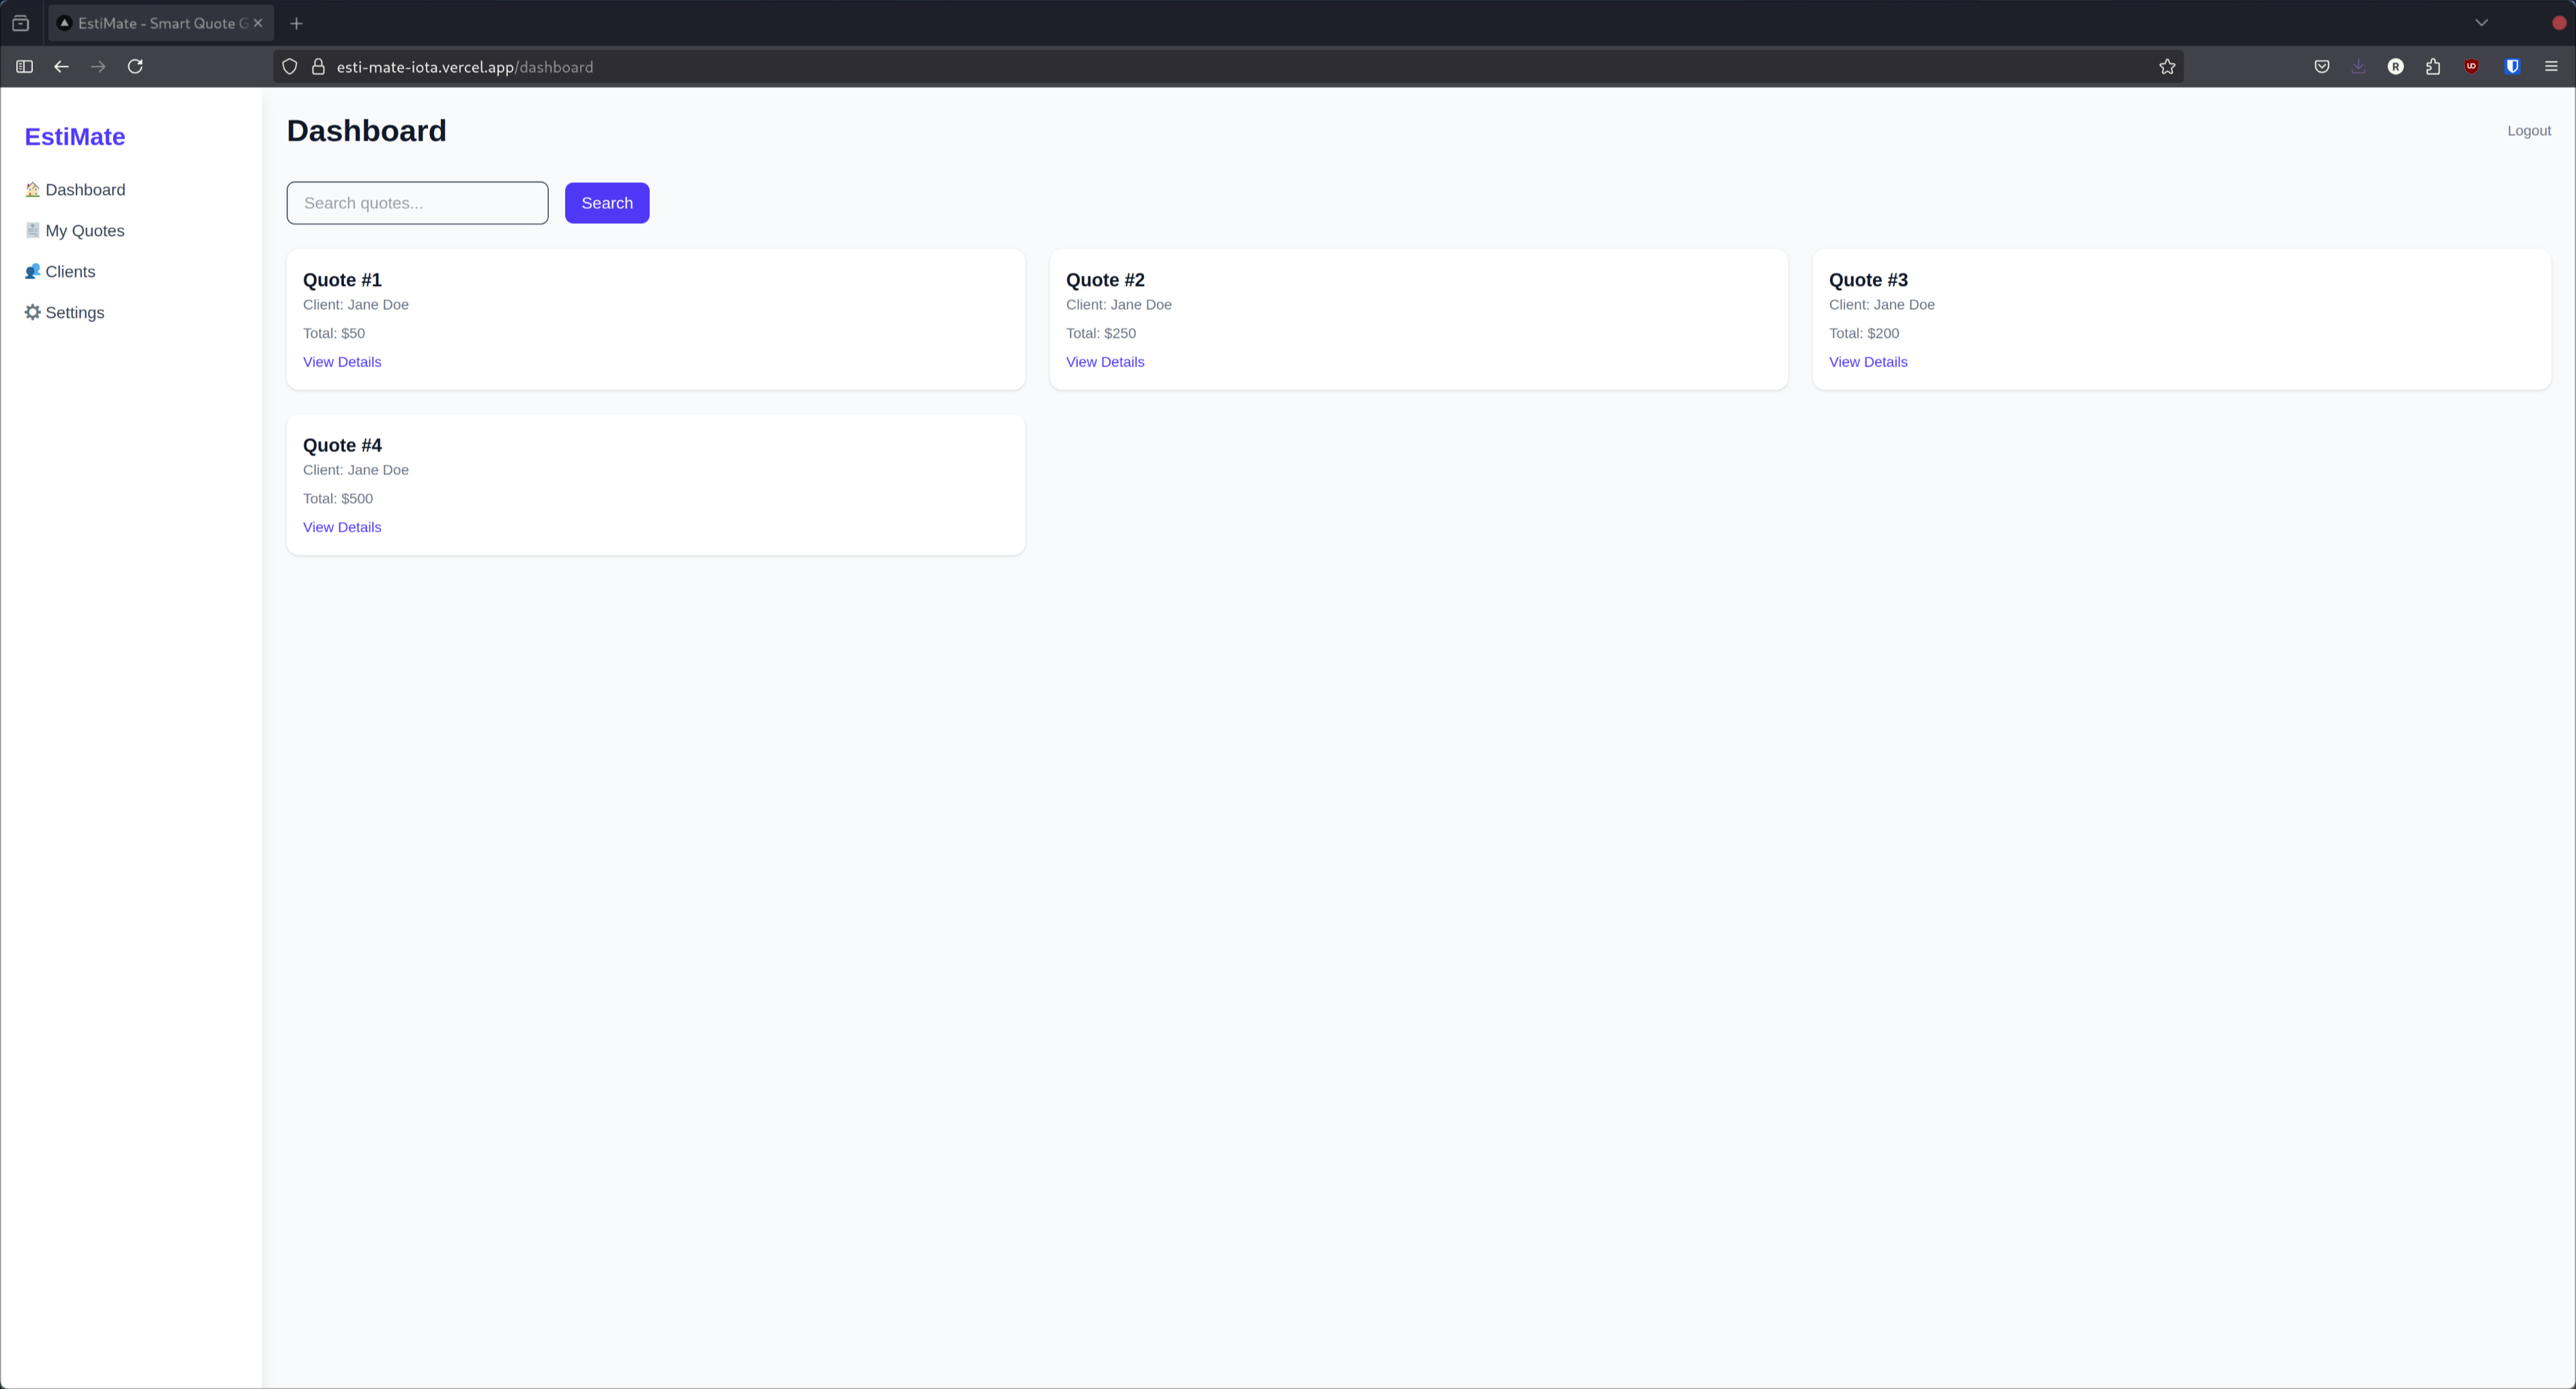 EstiMate - Smart Quote G
esti-mate-iota.vercel.app/dashboard
EstiMate
Dashboard
My Quotes
Clients
Settings
Dashboard
Logout
Search quotes...
Search
Quote #1
Client: Jane Doe
Total: $50
View Details
Quote #2
Client: Jane Doe
Total: $250
View Details
Quote #3
Client: Jane Doe
Total: $200
View Details
Quote #4
Client: Jane Doe
Total: $500
View Details